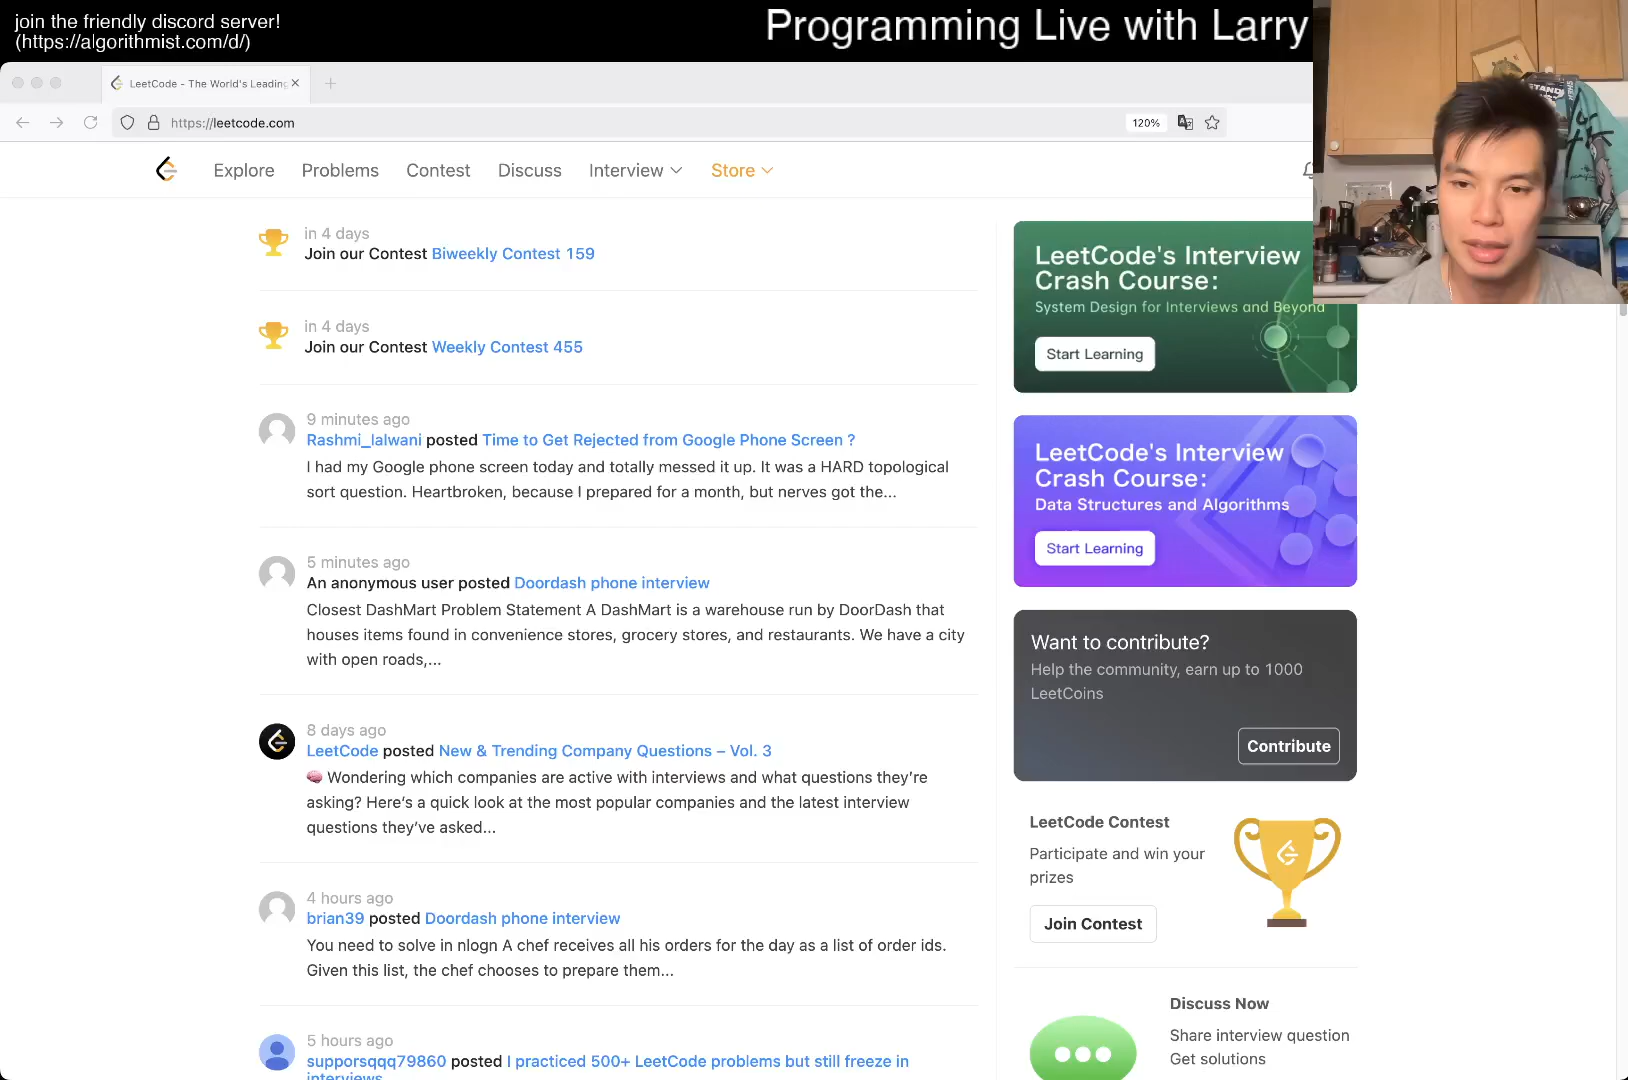 join the friendly discord server!
(https://algorithmist.com/d/)
Programming Live with Larry
LeetCode - The World's Leading
https://leetcode.com
120%
Explore
Problems
Contest
Discuss
Interview
Store
in 4 days
Join our Contest Biweekly Contest 159
in 4 days
Join our Contest Weekly Contest 455
9 minutes ago
Rashmi_lalwani posted Time to Get Rejected from Google Phone Screen ?
I had my Google phone screen today and totally messed it up. It was a HARD topological
sort question. Heartbroken, because I prepared for a month, but nerves got the...
5 minutes ago
An anonymous user posted Doordash phone interview
Closest DashMart Problem Statement A DashMart is a warehouse run by DoorDash that
houses items found in convenience stores, grocery stores, and restaurants. We have a city
with open roads,...
8 days ago
LeetCode posted New & Trending Company Questions – Vol. 3
🧠 Wondering which companies are active with interviews and what questions they’re
asking? Here’s a quick look at the most popular companies and the latest interview
questions they’ve asked...
4 hours ago
brian39 posted Doordash phone interview
You need to solve in nlogn A chef receives all his orders for the day as a list of order ids.
Given this list, the chef chooses to prepare them...
5 hours ago
supporsqqq79860 posted I practiced 500+ LeetCode problems but still freeze in
interviews
LeetCode's Interview
Crash Course:
System Design for Interviews and Beyond
Start Learning
LeetCode's Interview
Crash Course:
Data Structures and Algorithms
Start Learning
Want to contribute?
Help the community, earn up to 1000
LeetCoins
Contribute
LeetCode Contest
Participate and win your
prizes
Join Contest
Discuss Now
Share interview question
Get solutions